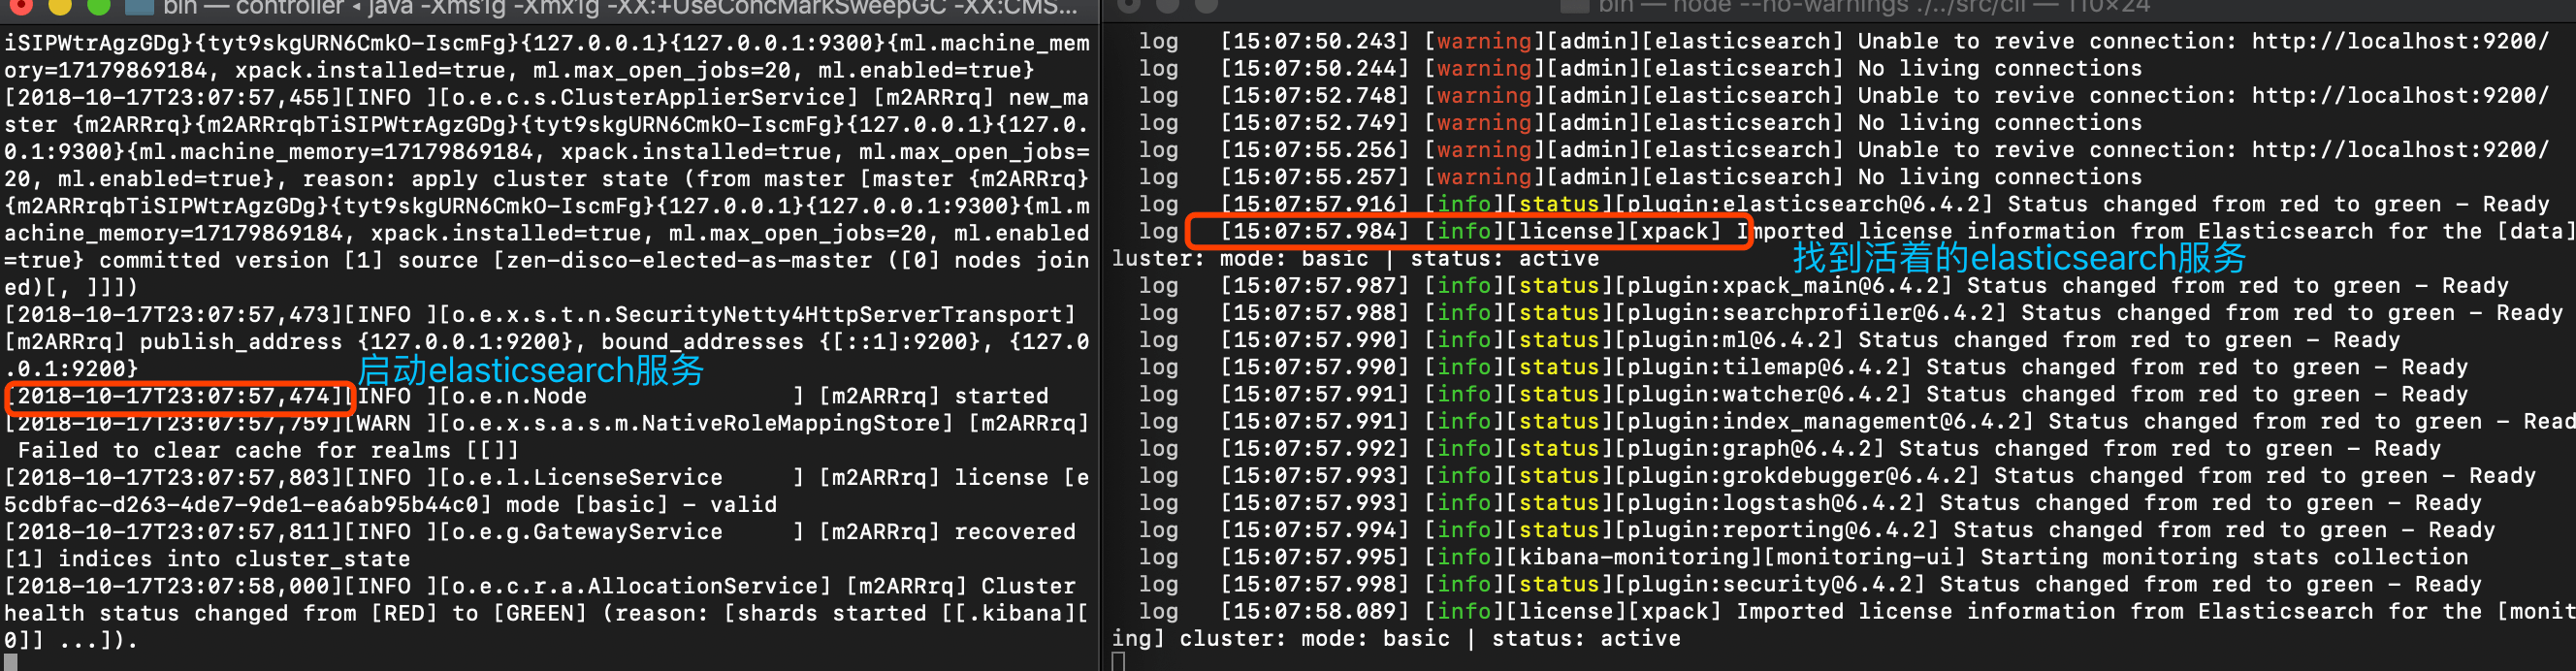 bin — controller ◂ java -Xms1g -Xmx1g -XX:+UseConcMarkSweepGC -XX:CMS...
iSIPWtrAgzGDg}{tyt9skgURN6CmkO-IscmFg}{127.0.0.1}{127.0.0.1:9300}{ml.machine_mem
ory=17179869184, xpack.installed=true, ml.max_open_jobs=20, ml.enabled=true}
[2018-10-17T23:07:57,455][INFO ][o.e.c.s.ClusterApplierService] [m2ARRrq] new_ma
ster {m2ARRrq}{m2ARRrqbTiSIPWtrAgzGDg}{tyt9skgURN6CmkO-IscmFg}{127.0.0.1}{127.0.
0.1:9300}{ml.machine_memory=17179869184, xpack.installed=true, ml.max_open_jobs=
20, ml.enabled=true}, reason: apply cluster state (from master [master {m2ARRrq}
{m2ARRrqbTiSIPWtrAgzGDg}{tyt9skgURN6CmkO-IscmFg}{127.0.0.1}{127.0.0.1:9300}{ml.m
achine_memory=17179869184, xpack.installed=true, ml.max_open_jobs=20, ml.enabled
=true} committed version [1] source [zen-disco-elected-as-master ([0] nodes join
ed)[, ]]])
[2018-10-17T23:07:57,473][INFO ][o.e.x.s.t.n.SecurityNetty4HttpServerTransport]
[m2ARRrq] publish_address {127.0.0.1:9200}, bound_addresses {[::1]:9200}, {127.0
.0.1:9200}
启动elasticsearch服务
[2018-10-17T23:07:57,474][INFO ][o.e.n.Node               ] [m2ARRrq] started
[2018-10-17T23:07:57,759][WARN ][o.e.x.s.a.s.m.NativeRoleMappingStore] [m2ARRrq]
Failed to clear cache for realms [[]]
[2018-10-17T23:07:57,803][INFO ][o.e.l.LicenseService     ] [m2ARRrq] license [e
5cdbfac-d263-4de7-9de1-ea6ab95b44c0] mode [basic] - valid
[2018-10-17T23:07:57,811][INFO ][o.e.g.GatewayService     ] [m2ARRrq] recovered
[1] indices into cluster_state
[2018-10-17T23:07:58,000][INFO ][o.e.c.r.a.AllocationService] [m2ARRrq] Cluster
health status changed from [RED] to [GREEN] (reason: [shards started [[.kibana][
0]] ...]).
bin — node --no-warnings ./../src/cli — 110×24
log   [15:07:50.243] [warning][admin][elasticsearch] Unable to revive connection: http://localhost:9200/
log   [15:07:50.244] [warning][admin][elasticsearch] No living connections
log   [15:07:52.748] [warning][admin][elasticsearch] Unable to revive connection: http://localhost:9200/
log   [15:07:52.749] [warning][admin][elasticsearch] No living connections
log   [15:07:55.256] [warning][admin][elasticsearch] Unable to revive connection: http://localhost:9200/
log   [15:07:55.257] [warning][admin][elasticsearch] No living connections
log   [15:07:57.916] [info][status][plugin:elasticsearch@6.4.2] Status changed from red to green - Ready
log   [15:07:57.984] [info][license][xpack] Imported license information from Elasticsearch for the [data]
luster: mode: basic | status: active
找到活着的elasticsearch服务
log   [15:07:57.987] [info][status][plugin:xpack_main@6.4.2] Status changed from red to green - Ready
log   [15:07:57.988] [info][status][plugin:searchprofiler@6.4.2] Status changed from red to green - Ready
log   [15:07:57.990] [info][status][plugin:ml@6.4.2] Status changed from red to green - Ready
log   [15:07:57.990] [info][status][plugin:tilemap@6.4.2] Status changed from red to green - Ready
log   [15:07:57.991] [info][status][plugin:watcher@6.4.2] Status changed from red to green - Ready
log   [15:07:57.991] [info][status][plugin:index_management@6.4.2] Status changed from red to green - Read
log   [15:07:57.992] [info][status][plugin:graph@6.4.2] Status changed from red to green - Ready
log   [15:07:57.993] [info][status][plugin:grokdebugger@6.4.2] Status changed from red to green - Ready
log   [15:07:57.993] [info][status][plugin:logstash@6.4.2] Status changed from red to green - Ready
log   [15:07:57.994] [info][status][plugin:reporting@6.4.2] Status changed from red to green - Ready
log   [15:07:57.995] [info][kibana-monitoring][monitoring-ui] Starting monitoring stats collection
log   [15:07:57.998] [info][status][plugin:security@6.4.2] Status changed from red to green - Ready
log   [15:07:58.089] [info][license][xpack] Imported license information from Elasticsearch for the [monit
ing] cluster: mode: basic | status: active